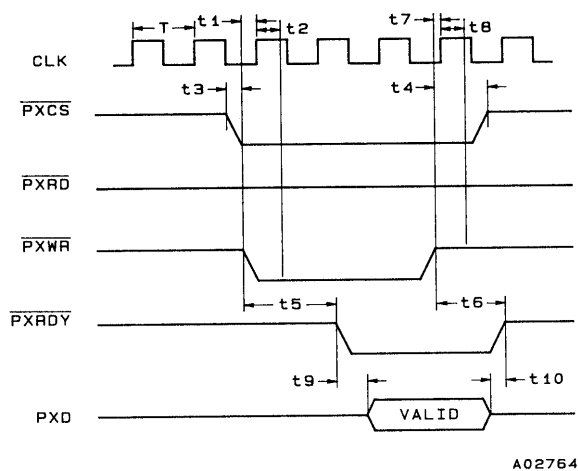 T t1 t2 t7 t8
CLK
t3 t4
PXCS
PXRD
PXWR
t5 t6
PXRDY
t9 t10
PXD VALID
A02764